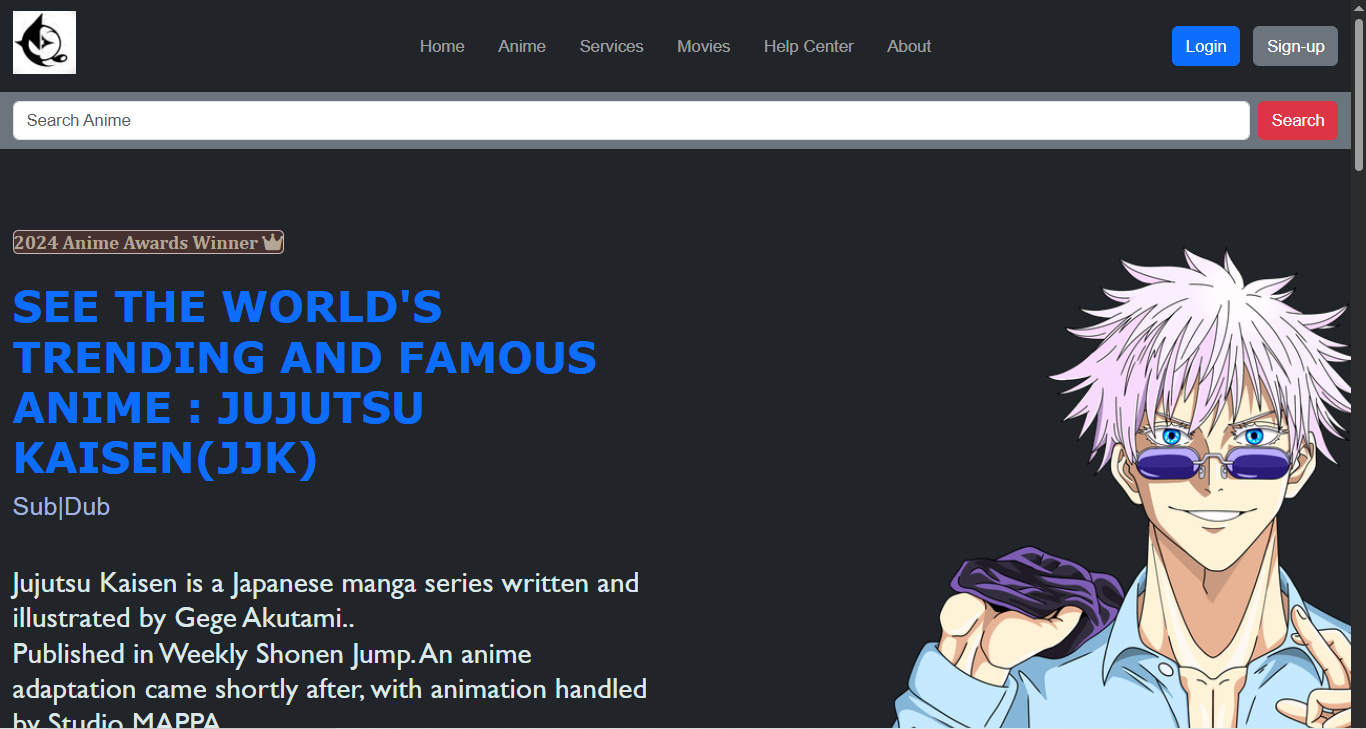 Home Anime Services Movies Help Center About Login Sign-up
Search Anime Search
2024 Anime Awards Winner
SEE THE WORLD'S
TRENDING AND FAMOUS
ANIME : JUJUTSU
KAISEN(JJK)
Sub|Dub
Jujutsu Kaisen is a Japanese manga series written and
illustrated by Gege Akutami..
Published in Weekly Shonen Jump. An anime
adaptation came shortly after, with animation handled
by Studio MAPPA